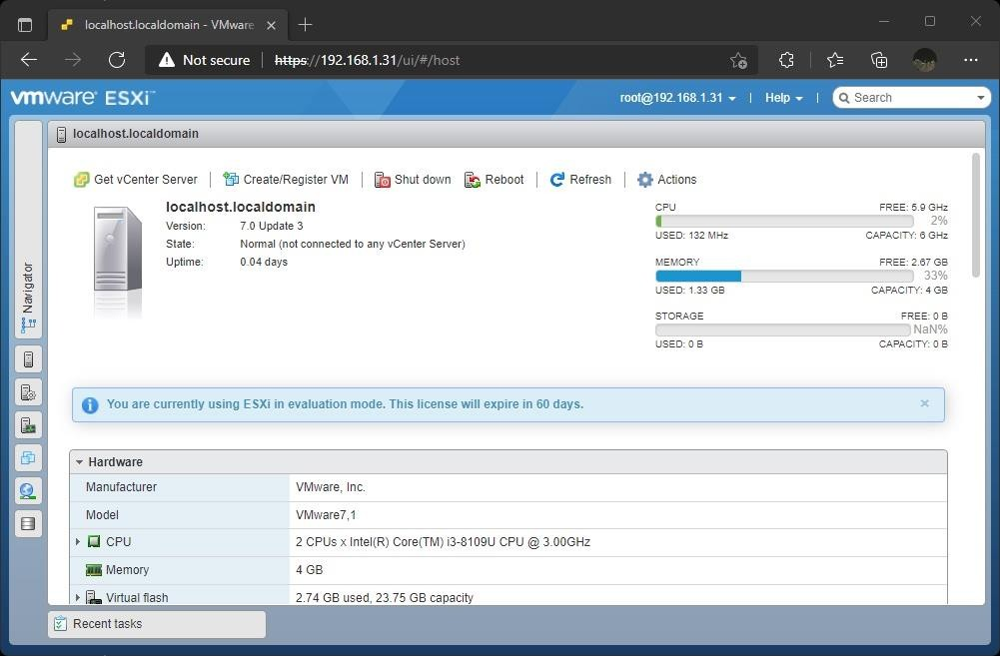 localhost.localdomain - VMware
Not secure
https://192.168.1.31/ui/#/host
vmware ESXi™
root@192.168.1.31
Help
Search
localhost.localdomain
Get vCenter Server
Create/Register VM
Shut down
Reboot
Refresh
Actions
localhost.localdomain
Version: 7.0 Update 3
State: Normal (not connected to any vCenter Server)
Uptime: 0.04 days
CPU FREE: 5.9 GHz
2%
USED: 132 MHz CAPACITY: 6 GHz
MEMORY FREE: 2.67 GB
33%
USED: 1.33 GB CAPACITY: 4 GB
STORAGE FREE: 0 B
NaN%
USED: 0 B CAPACITY: 0 B
Navigator
You are currently using ESXi in evaluation mode. This license will expire in 60 days.
Hardware
Manufacturer VMware, Inc.
Model VMware7,1
CPU 2 CPUs x Intel(R) Core(TM) i3-8109U CPU @ 3.00GHz
Memory 4 GB
Virtual flash 2.74 GB used, 23.75 GB capacity
Recent tasks